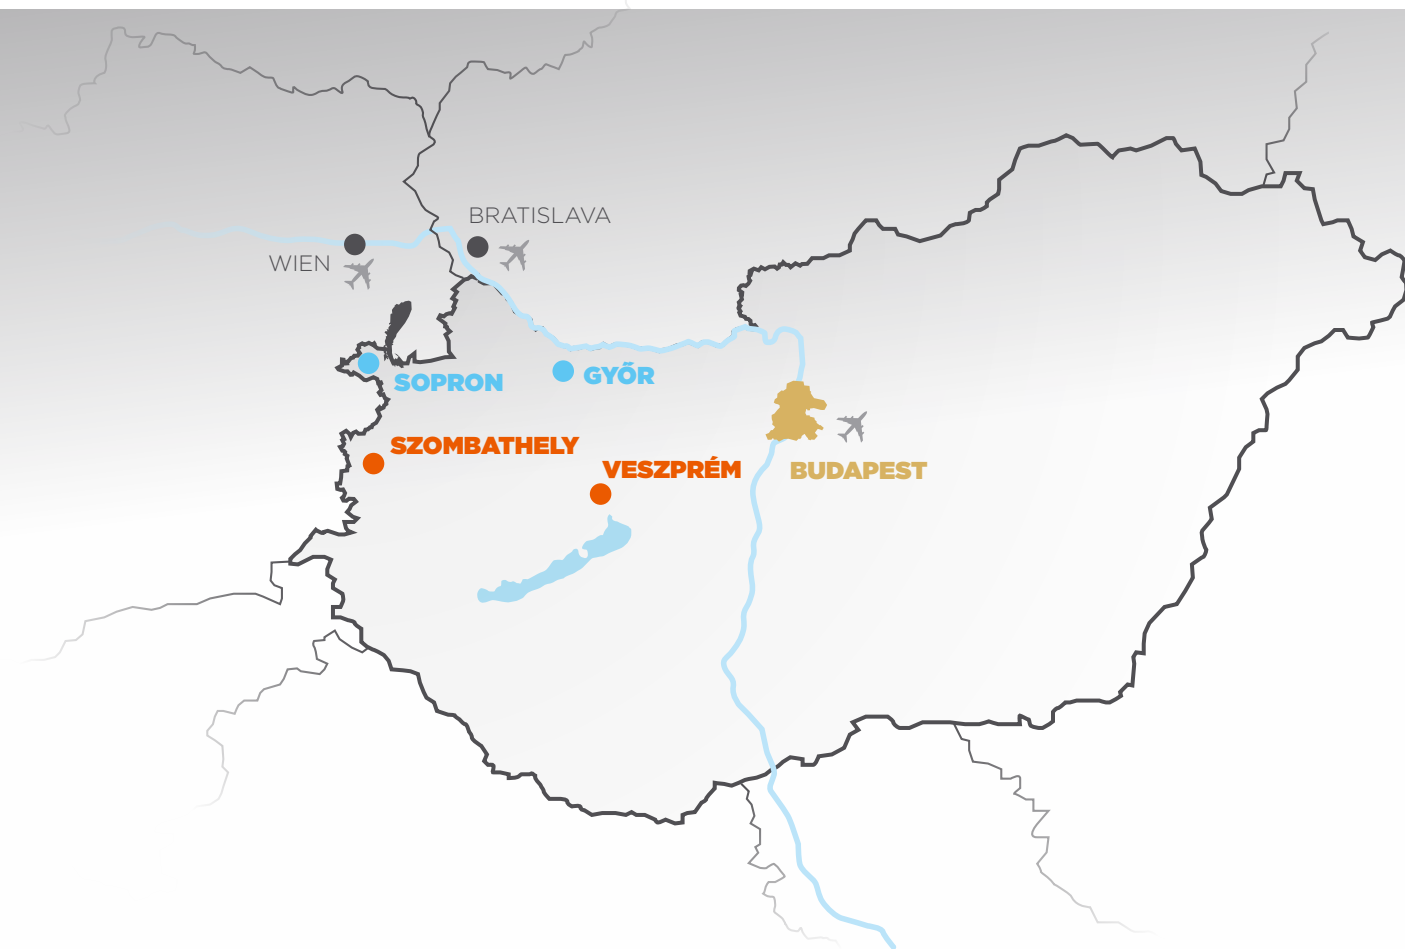 BRATISLAVA
WIEN
SOPRON
GYŐR
SZOMBATHELY
VESZPRÉM
BUDAPEST